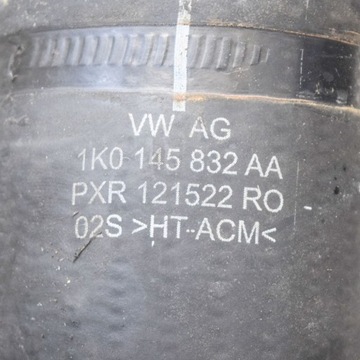 VW AG
1K0 145 832 AA
PXR 121522 RO
02S >HT-ACM<